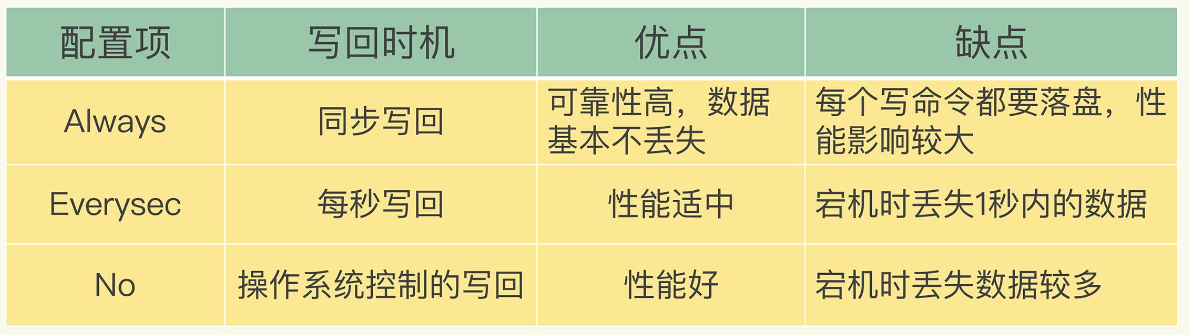 配置项 写回时机 优点 缺点
Always 同步写回 可靠性高，数据基本不丢失 每个写命令都要落盘，性能影响较大
Everysec 每秒写回 性能适中 宕机时丢失1秒内的数据
No 操作系统控制的写回 性能好 宕机时丢失数据较多